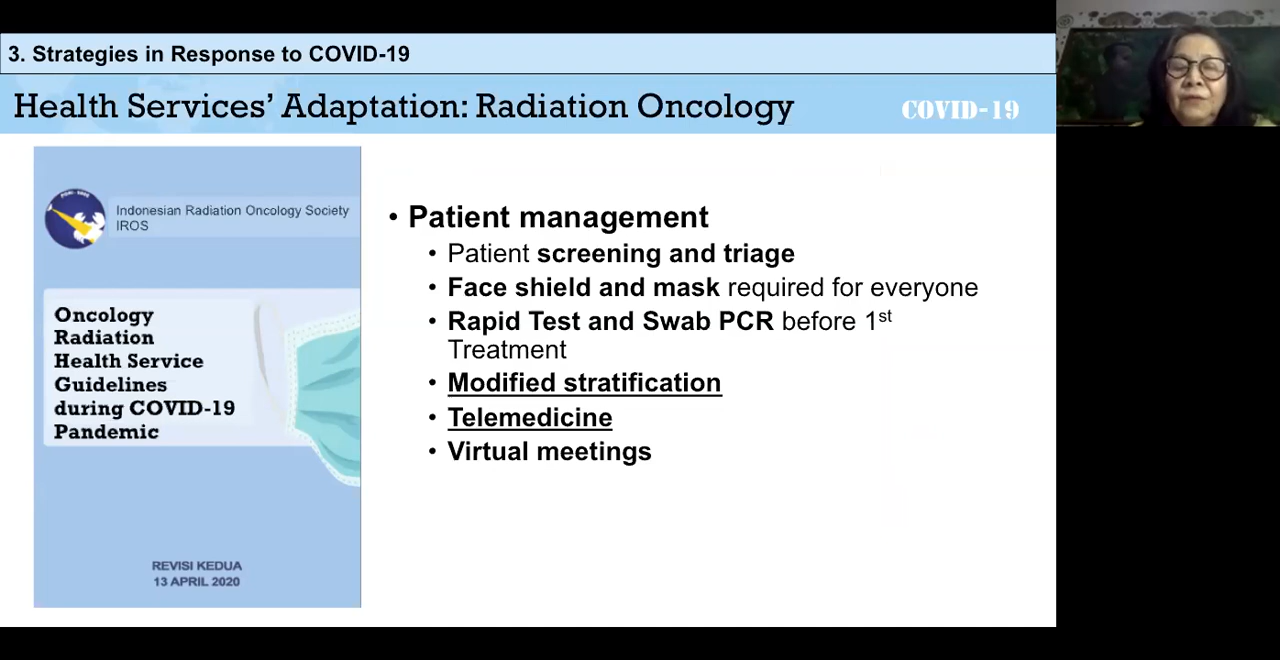 3. Strategies in Response to COVID-19
Health Services' Adaptation: Radiation Oncology
COVID-19
Indonesian Radiation Oncology Society
IROS
Oncology
Radiation
Health Service
Guidelines
during COVID-19
Pandemic
REVISI KEDUA
13 APRIL 2020
• Patient management
• Patient screening and triage
• Face shield and mask required for everyone
• Rapid Test and Swab PCR before 1st
Treatment
• Modified stratification
• Telemedicine
• Virtual meetings